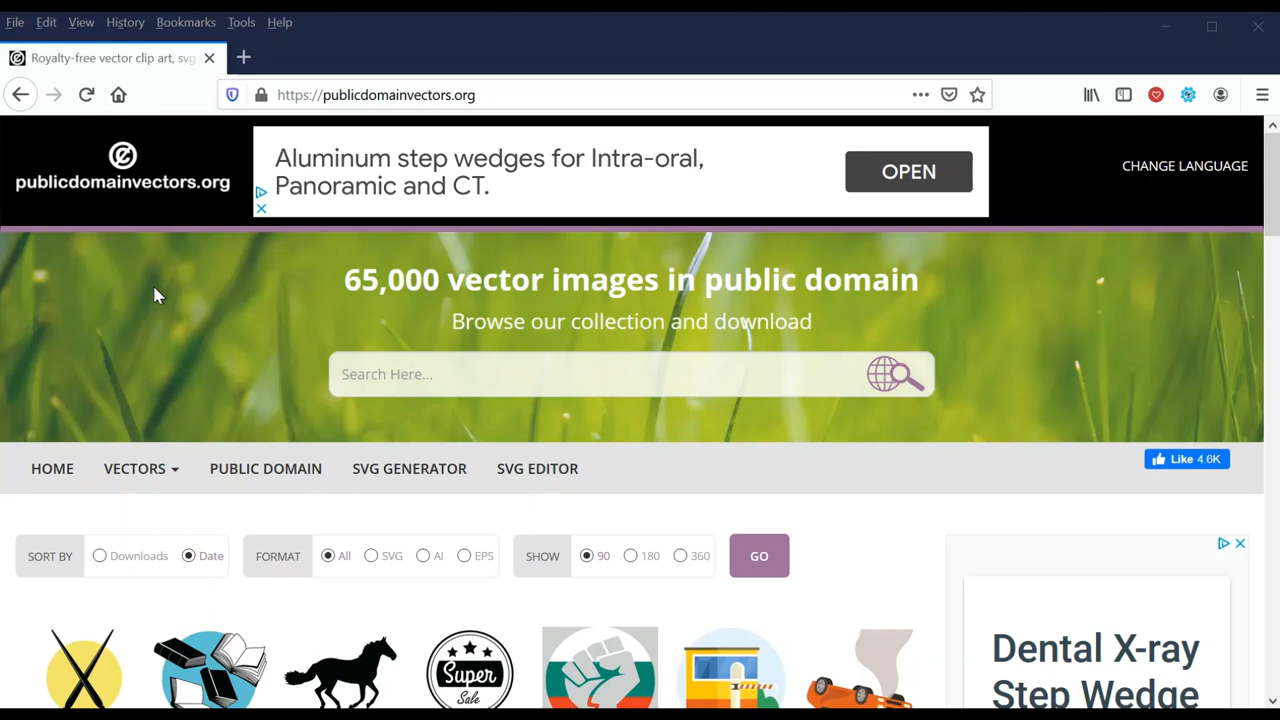 File Edit View History Bookmarks Tools Help
Royalty-free vector clip art, svg
https://publicdomainvectors.org
publicdomainvectors.org
Aluminum step wedges for Intra-oral,
Panoramic and CT.
OPEN
CHANGE LANGUAGE
65,000 vector images in public domain
Browse our collection and download
Search Here...
HOME VECTORS PUBLIC DOMAIN SVG GENERATOR SVG EDITOR
Like 4.6K
SORT BY Downloads Date FORMAT All SVG AI EPS SHOW 90 180 360 GO
Super
Sale
Dental X-ray
Step Wedge